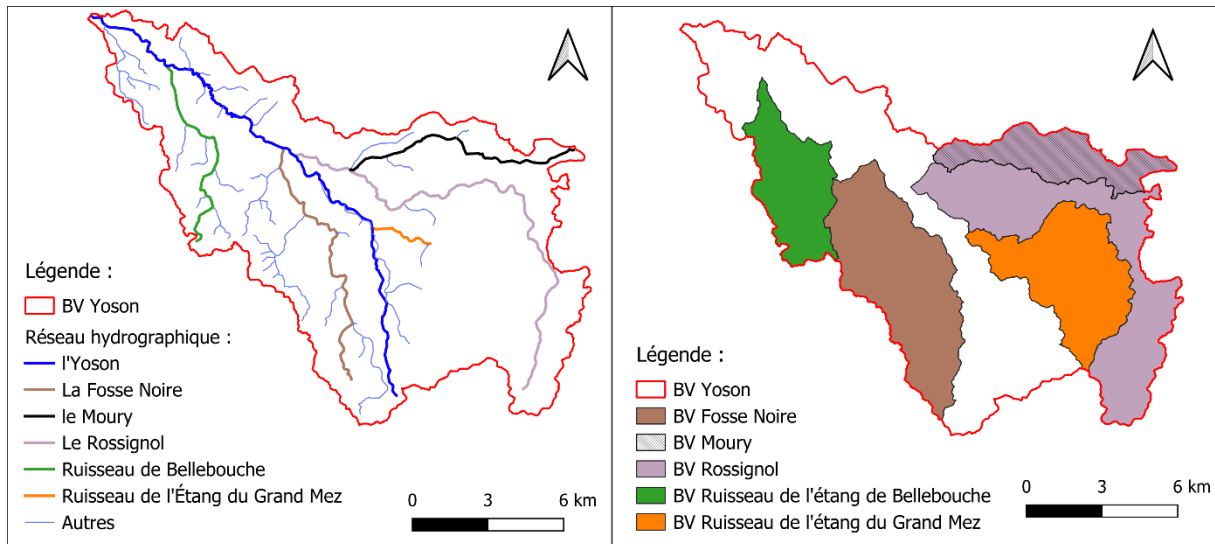 Légende :
BV Yoson
Réseau hydrographique :
l'Yoson
La Fosse Noire
le Moury
Le Rossignol
Ruisseau de Bellebouche
Ruisseau de l'Étang du Grand Mez
Autres
0 3 6 km
Légende :
BV Yoson
BV Fosse Noire
BV Moury
BV Rossignol
BV Ruisseau de l'étang de Bellebouche
BV Ruisseau de l'étang du Grand Mez
0 3 6 km